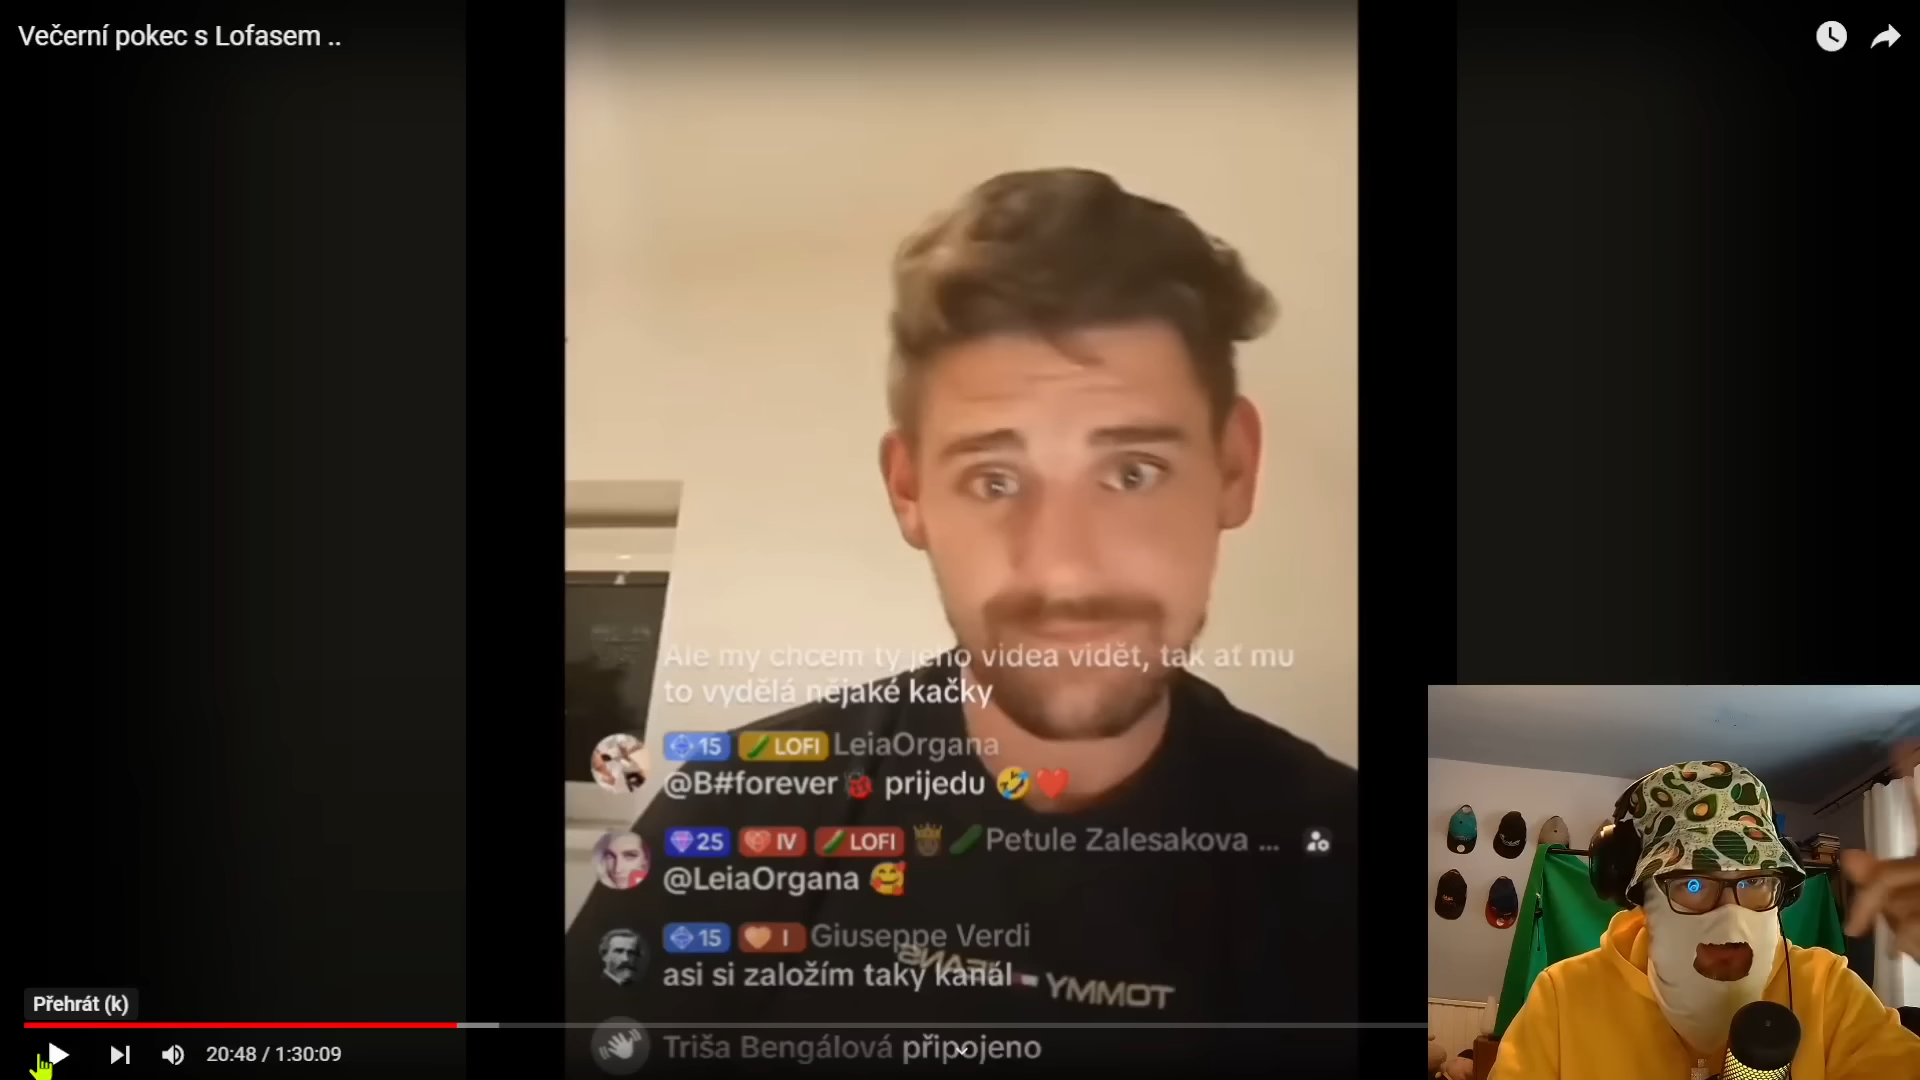 Večerní pokec s Lofasem ..
Ale my chcem ty jeho videa vidět, tak ať mu
to vydělá nějaké kačky
15 LOFI LeiaOrgana
@B#forever🐞 prijedu 🤣❤️
25 IV LOFI Petule Zalesakova ...
@LeiaOrgana 🥰
15 I Giuseppe Verdi
asi si založím taky kanál
TOMMY JEANS
Triša Bengálová připojeno
Přehrát (k)
20:48 / 1:30:09